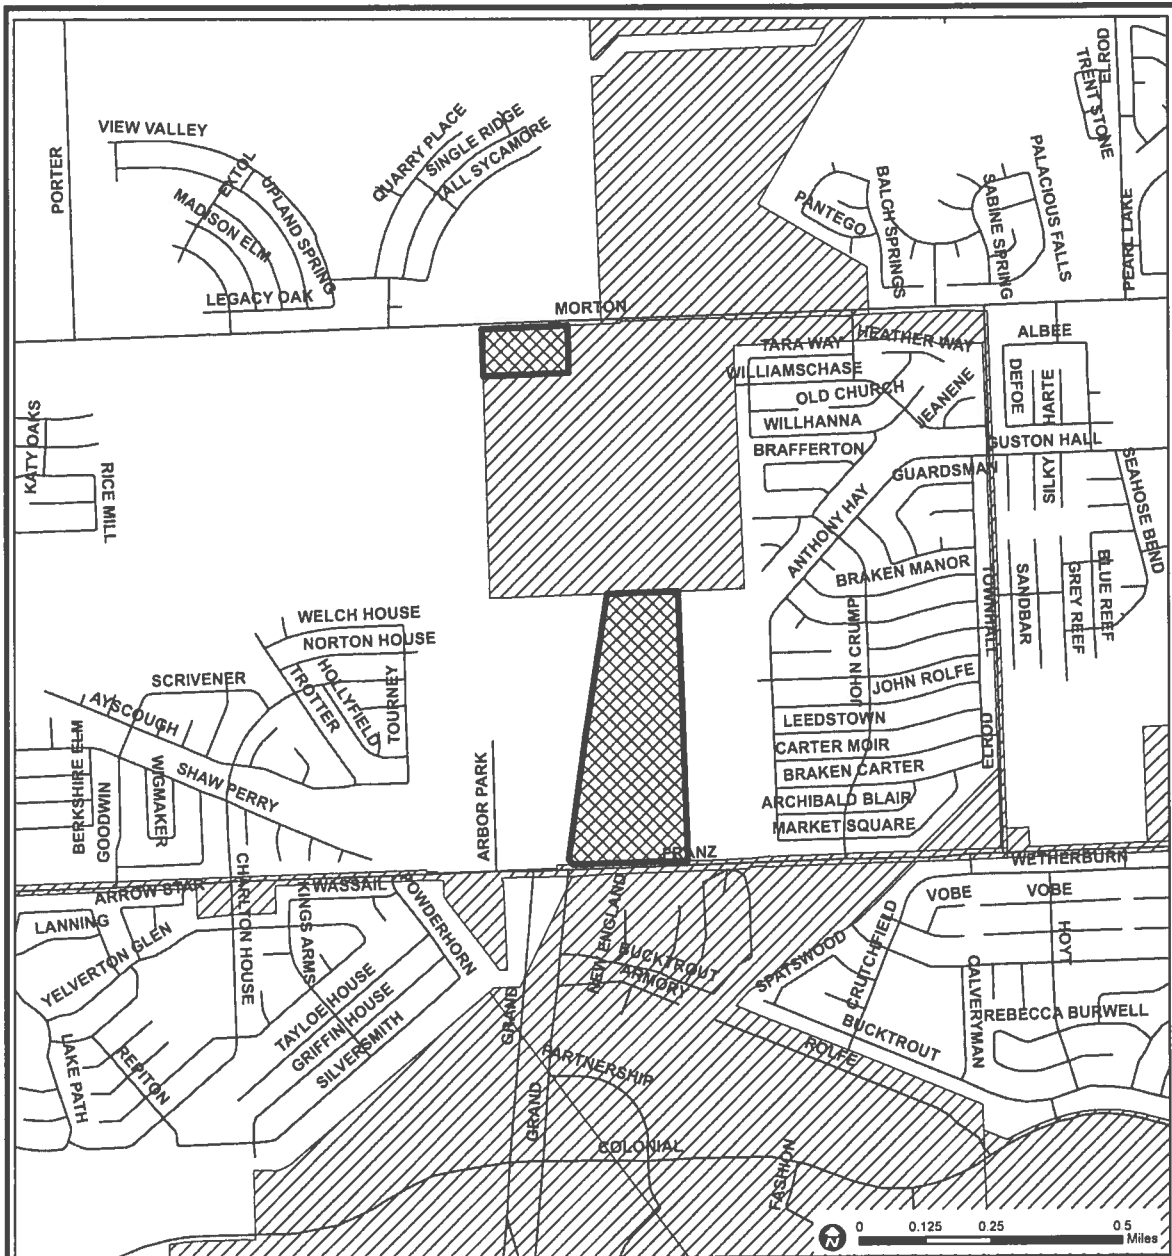 ELROD
TRENT STONE
PORTER
VIEW VALLEY
EXTOL
UPLAND SPRING
MADISON ELM
LEGACY OAK
QUARRY PLACE
SINGLE RIDGE
TALL SYCAMORE
PANTEGO
BALCH SPRINGS
SABINE SPRING
PALACIOUS FALLS
PEARL LAKE
MORTON
TARA WAY
HEATHER WAY
ALBEE
WILLIAMSCHASE
OLD CHURCH
JEANENE
DEFOE
HARTE
WILLHANNA
GUSTON HALL
BRAFFERTON
GUARDSMAN
SILKY
SEAHOSE BEND
KATY OAKS
RICE MILL
ANTHONY HAY
BRAKEN MANOR
TOWNHALL
SANDBAR
GREY REEF
BLUE REEF
WELCH HOUSE
NORTON HOUSE
HOLLYFIELD
TROTTER
TOURNEY
JOHN CRUMP
JOHN ROLFE
SCRIVENER
AYSCOUGH
SHAW PERRY
LEEDSTOWN
CARTER MOIR
BRAKEN CARTER
ARCHIBALD BLAIR
MARKET SQUARE
ELROD
BERKSHIRE ELM
GOODWIN
WIGMAKER
ARBOR PARK
FRANZ
WETHERBURN
ARROW STAR
WASSAIL
POWDERHORN
LANNING
YELVERTON GLEN
CHARLTON HOUSE
KINGS ARMS
NEW ENGLAND
BUCKTROUT
ARMORY
SPATSWOOD
CRUTCHFIELD
VOBE
VOBE
HOYT
CALVERYMAN
REBECCA BURWELL
TAYLOE HOUSE
GRIFFIN HOUSE
SILVERSMITH
GRAND
BUCKTROUT
ROLFE
LAKE PATH
REPTON
PARTNERSHIP
GRAND
COLONIAL
FASHION
N
0 0.125 0.25 0.5
Miles